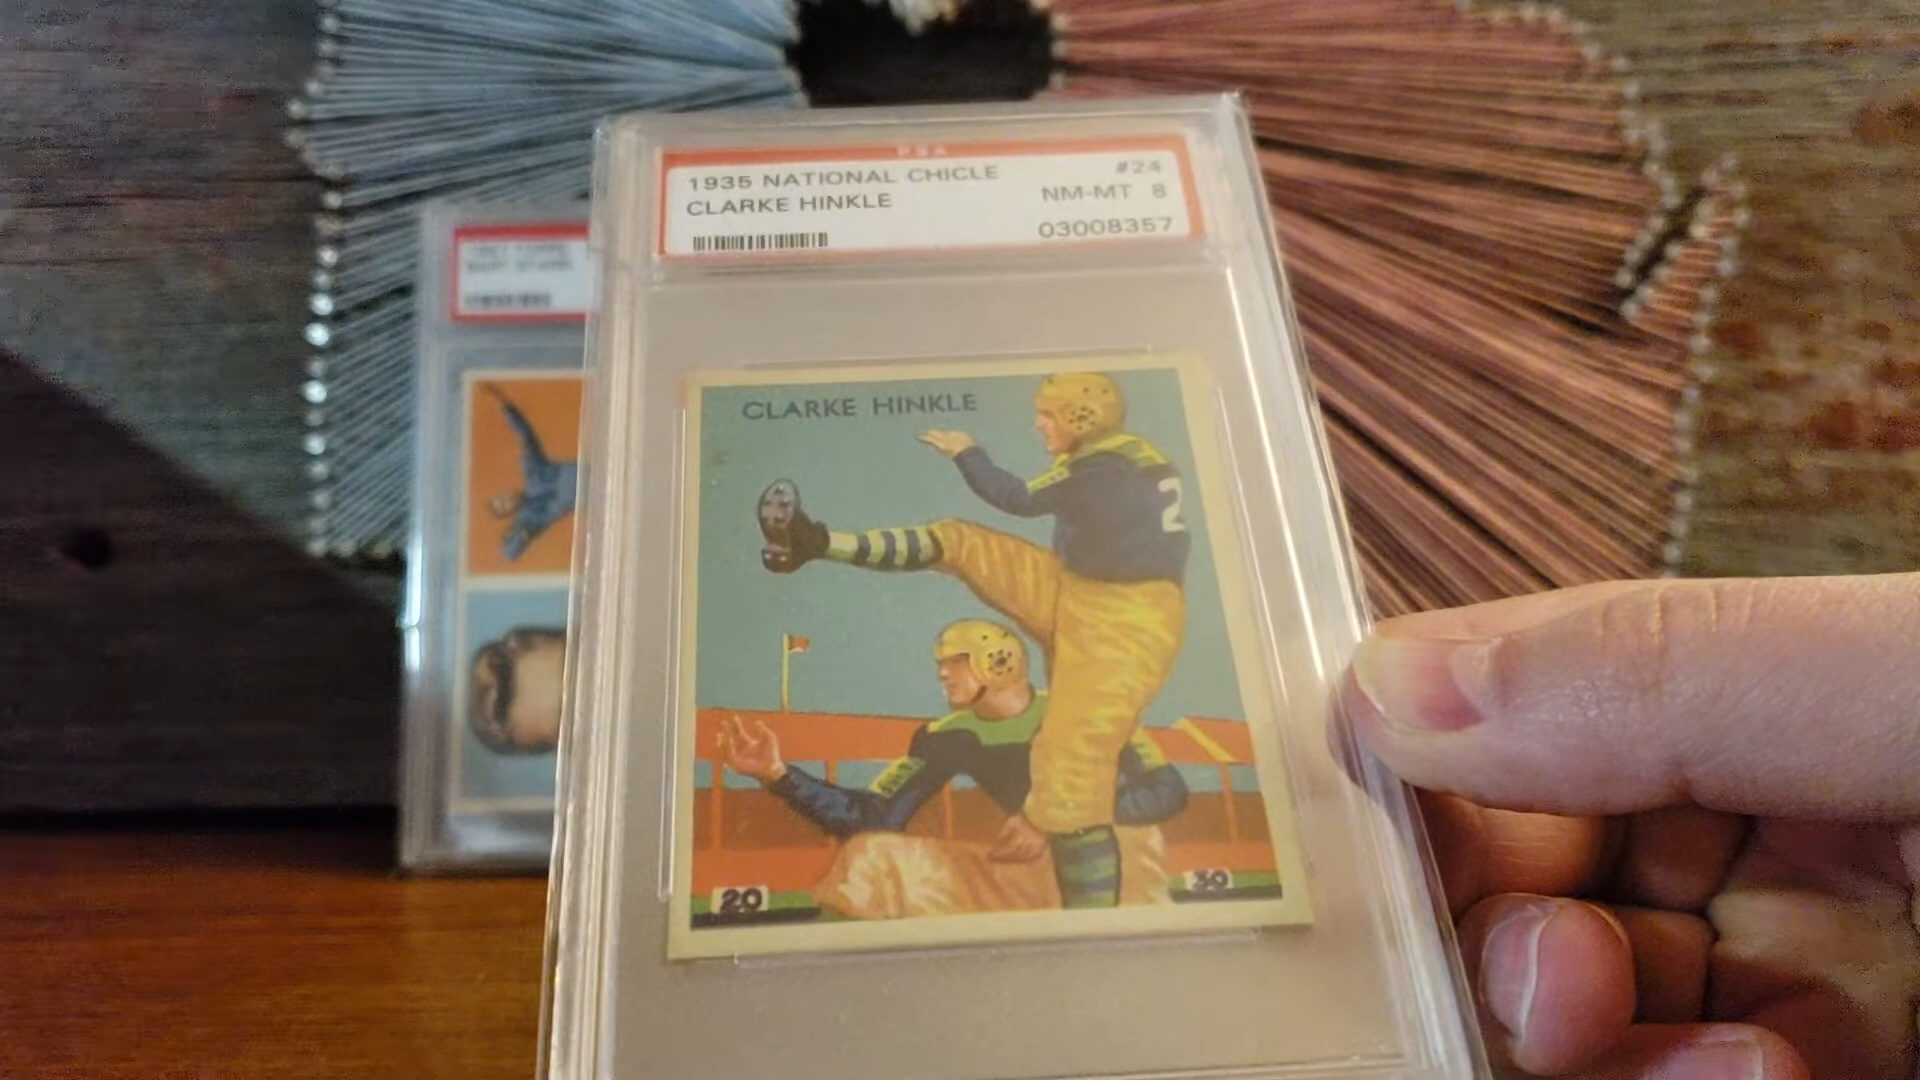 PSA
1935 NATIONAL CHICLE #24
CLARKE HINKLE NM-MT 8
03008357
CLARKE HINKLE
2
20
30